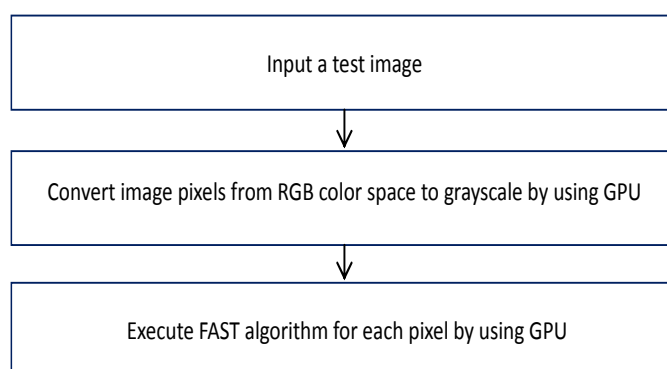 Input a test image
Convert image pixels from RGB color space to grayscale by using GPU
Execute FAST algorithm for each pixel by using GPU